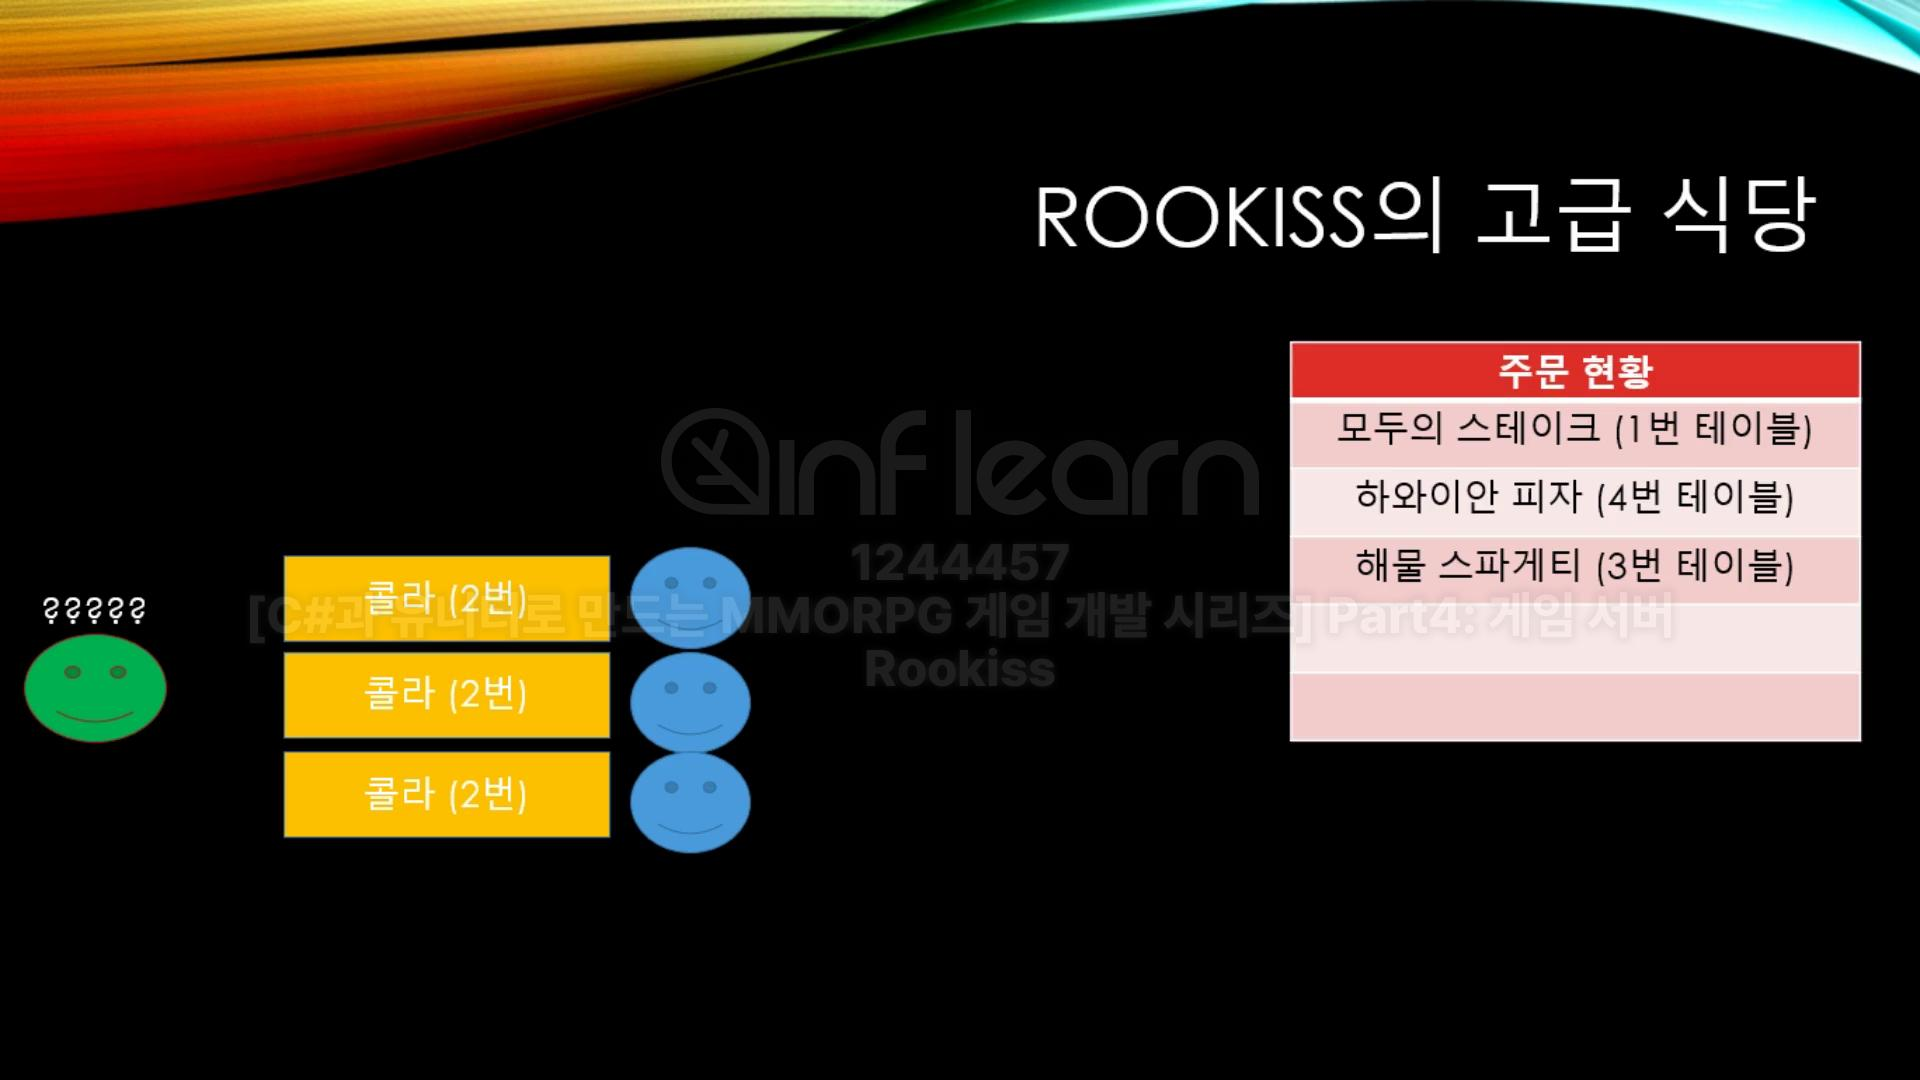 ROOKISS의 고급 식당
주문 현황
모두의 스테이크 (1번 테이블)
하와이안 피자 (4번 테이블)
해물 스파게티 (3번 테이블)
?????
콜라 (2번)
콜라 (2번)
콜라 (2번)
inflearn
1244457
[C#과 유니티로 만드는 MMORPG 게임 개발 시리즈] Part4: 게임 서버
Rookiss